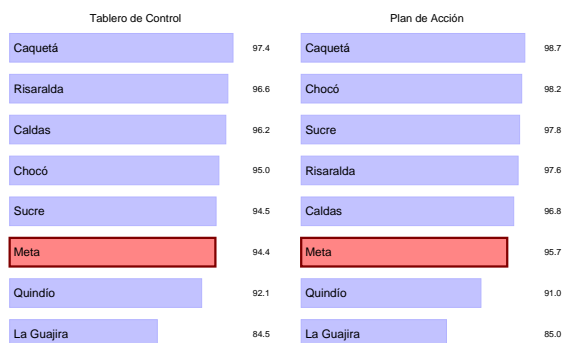 Tablero de Control
Caquetá 97.4
Risaralda 96.6
Caldas 96.2
Chocó 95.0
Sucre 94.5
Meta 94.4
Quindío 92.1
La Guajira 84.5
Plan de Acción
Caquetá 98.7
Chocó 98.2
Sucre 97.8
Risaralda 97.6
Caldas 96.8
Meta 95.7
Quindío 91.0
La Guajira 85.0